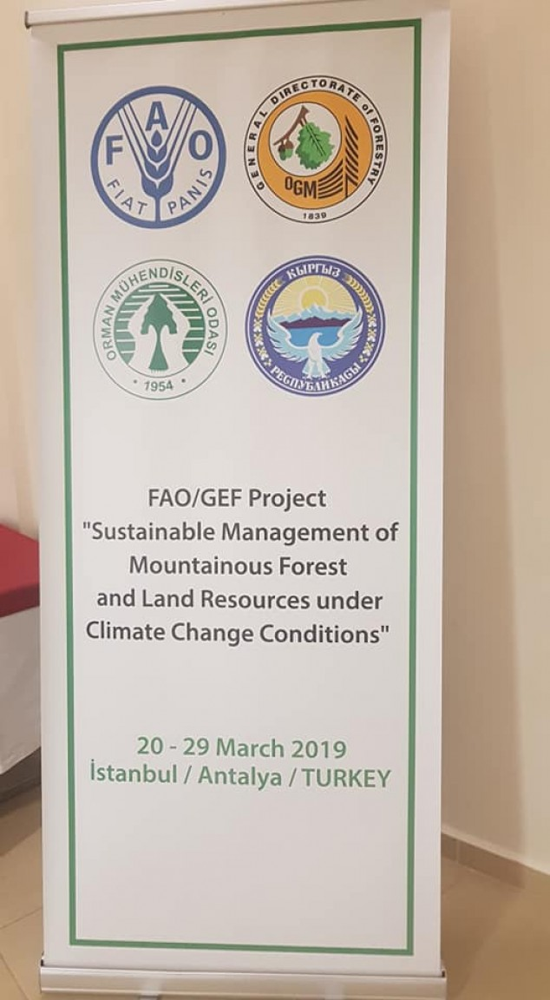 FAO
FIAT PANIS
GENERAL DIRECTORATE of FORESTRY
OGM
1839
ORMAN MÜHENDİSLERİ ODASI
• 1954 •
КЫРГЫЗ
РЕСПУБЛИКАСЫ
FAO/GEF Project
"Sustainable Management of
Mountainous Forest
and Land Resources under
Climate Change Conditions"
20 - 29 March 2019
İstanbul / Antalya / TURKEY